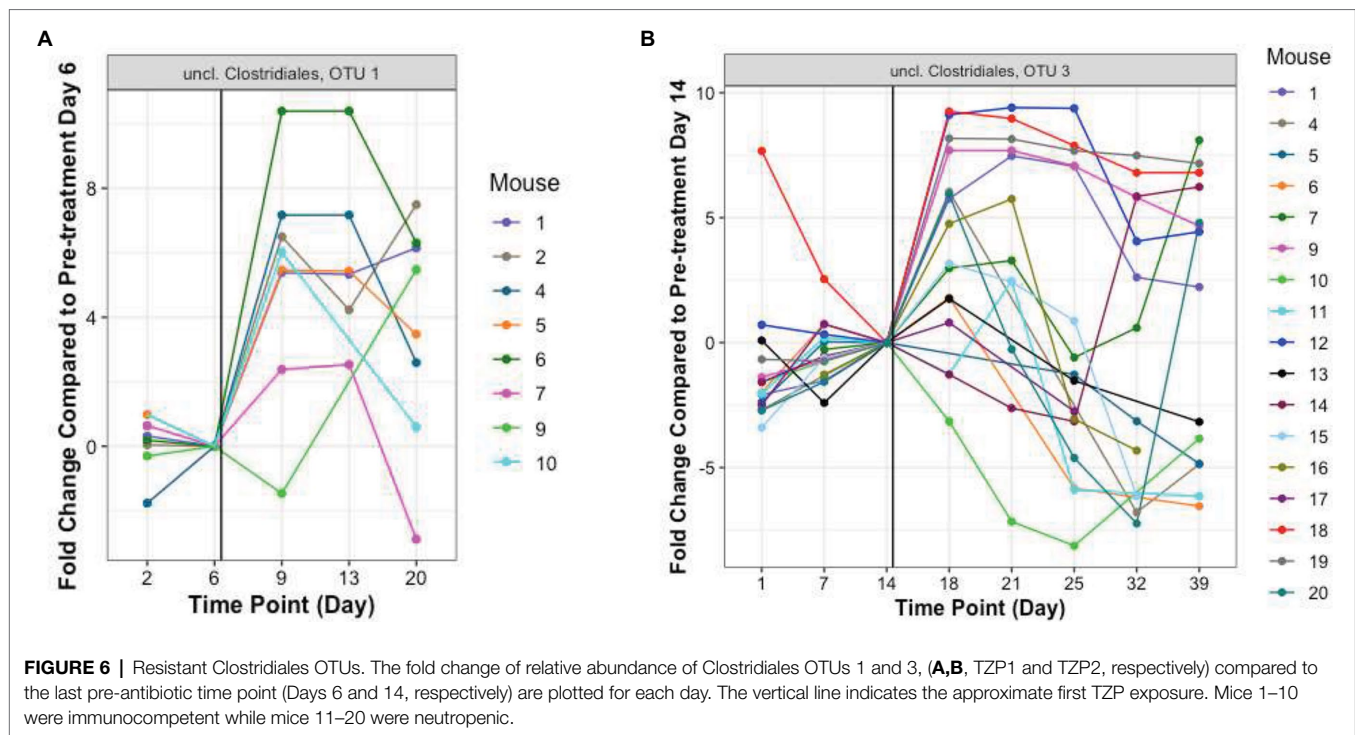 A
uncl. Clostridiales, OTU 1
Fold Change Compared to Pre-treatment Day 6
8
4
0
2 6 9 13 20
Time Point (Day)
Mouse
1
2
4
5
6
7
9
10
B
uncl. Clostridiales, OTU 3
Fold Change Compared to Pre-treatment Day 14
10
5
0
-5
1 7 14 18 21 25 32 39
Time Point (Day)
Mouse
1
4
5
6
7
9
10
11
12
13
14
15
16
17
18
19
20
FIGURE 6 | Resistant Clostridiales OTUs. The fold change of relative abundance of Clostridiales OTUs 1 and 3, (A,B, TZP1 and TZP2, respectively) compared to
the last pre-antibiotic time point (Days 6 and 14, respectively) are plotted for each day. The vertical line indicates the approximate first TZP exposure. Mice 1–10
were immunocompetent while mice 11–20 were neutropenic.